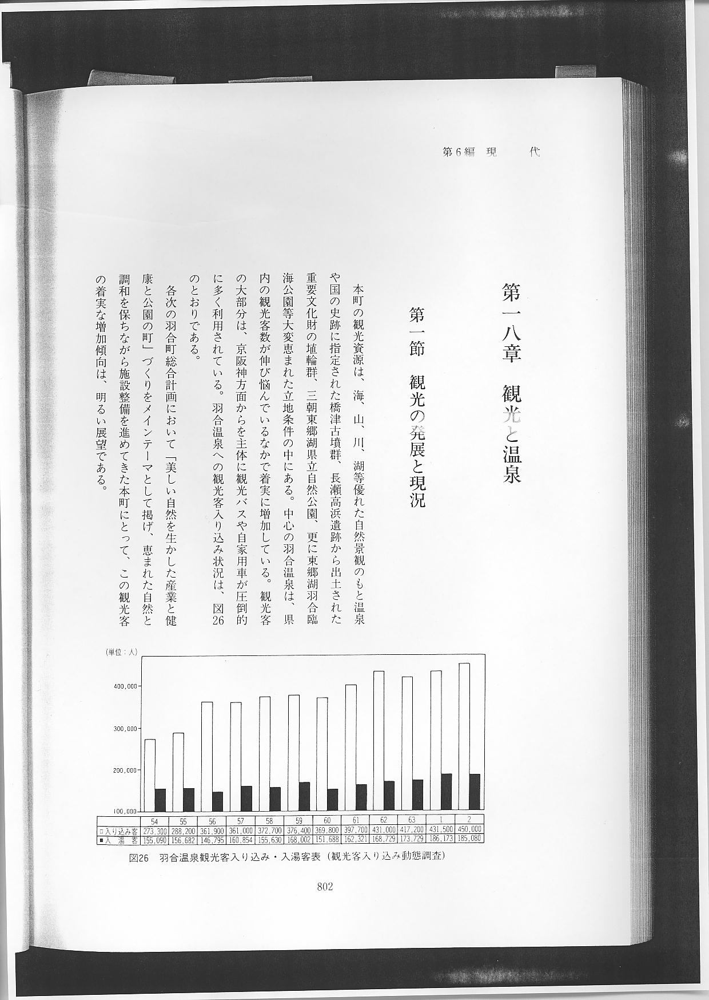 第6編 現　　代
第一八章　観光と温泉
第一節　観光の発展と現況
本町の観光資源は、海、山、川、湖等優れた自然景観のもと温泉
や国の史跡に指定された橋津古墳群、長瀬高浜遺跡から出土された
重要文化財の埴輪群、三朝東郷湖県立自然公園、更に東郷湖羽合臨
海公園等大変恵まれた立地条件の中にある。中心の羽合温泉は、県
内の観光客数が伸び悩んでいるなかで着実に増加している。観光客
の大部分は、京阪神方面からを主体に観光バスや自家用車が圧倒的
に多く利用されている。羽合温泉への観光客入り込み状況は、図26
のとおりである。
各次の羽合町総合計画において「美しい自然を生かした産業と健
康と公園の町」づくりをメインテーマとして掲げ、恵まれた自然と
調和を保ちながら施設整備を進めてきた本町にとって、この観光客
の着実な増加傾向は、明るい展望である。
(単位：人)
400,000
300,000
200,000
100,000
54 55 56 57 58 59 60 61 62 63 1 2
□入り込み客 273,300 288,200 361,900 361,000 372,700 376,400 369,800 397,700 431,000 417,200 431,500 450,000
■入　湯　客 155,090 156,682 146,795 160,854 155,630 168,002 151,688 162,321 168,729 173,729 186,173 185,080
図26　羽合温泉観光客入り込み・入湯客表（観光客入り込み動態調査）
802